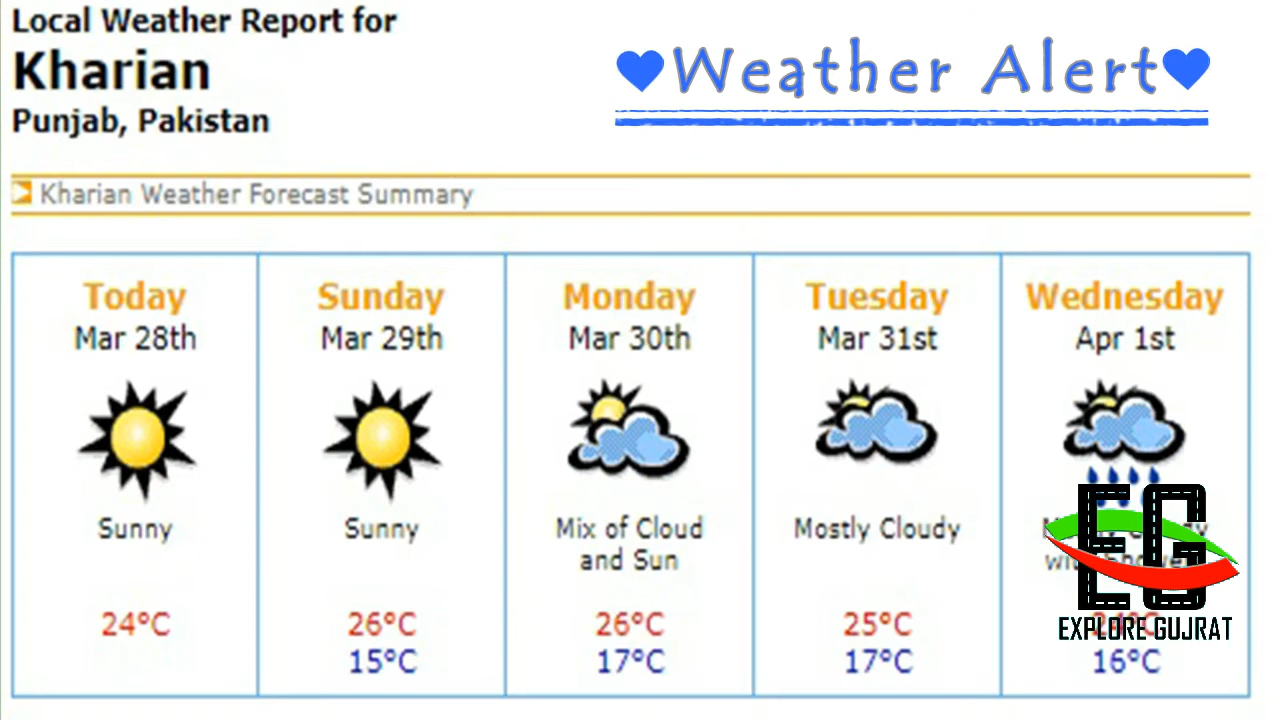 Local Weather Report for
Kharian
Punjab, Pakistan
Weather Alert
Kharian Weather Forecast Summary
Today
Mar 28th
Sunny
24°C
Sunday
Mar 29th
Sunny
26°C
15°C
Monday
Mar 30th
Mix of Cloud
and Sun
26°C
17°C
Tuesday
Mar 31st
Mostly Cloudy
25°C
17°C
Wednesday
Apr 1st
24°C
16°C
EG
EXPLORE GUJRAT